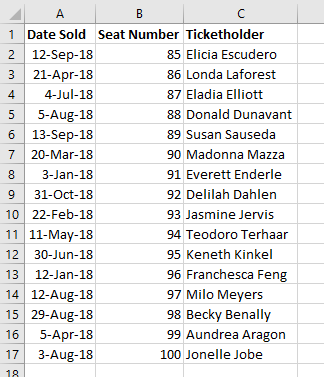 A B C
1 Date Sold Seat Number Ticketholder
2 12-Sep-18 85 Elicia Escudero
3 21-Apr-18 86 Londa Laforest
4 4-Jul-18 87 Eladia Elliott
5 5-Aug-18 88 Donald Dunavant
6 13-Sep-18 89 Susan Sauseda
7 20-Mar-18 90 Madonna Mazza
8 3-Jan-18 91 Everett Enderle
9 31-Oct-18 92 Delilah Dahlen
10 22-Feb-18 93 Jasmine Jervis
11 11-May-18 94 Teodoro Terhaar
12 30-Jun-18 95 Keneth Kinkel
13 12-Jan-18 96 Franchesca Feng
14 12-Aug-18 97 Milo Meyers
15 29-Aug-18 98 Becky Benally
16 5-Apr-18 99 Aundrea Aragon
17 3-Aug-18 100 Jonelle Jobe
18